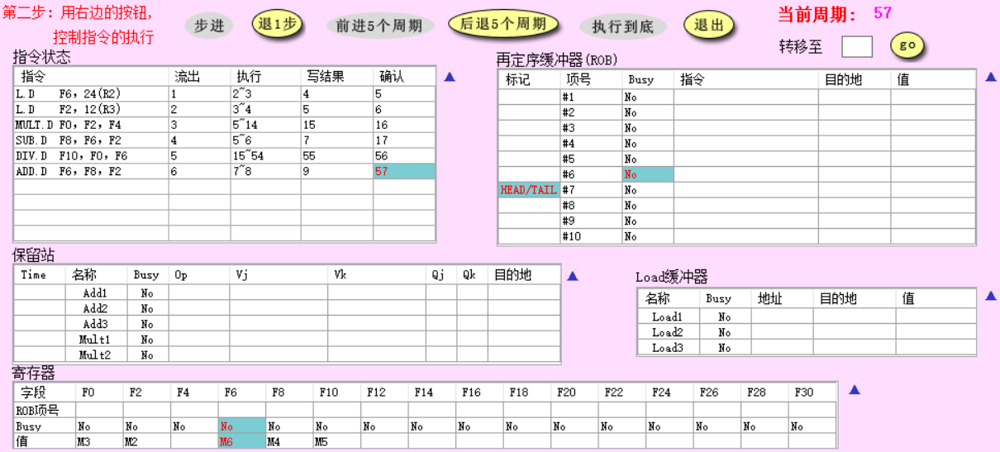 第二步：用右边的按钮,
控制指令的执行
步进 退1步 前进5个周期 后退5个周期 执行到底 退出
当前周期： 57
转移至 go
指令状态
指令 流出 执行 写结果 确认
L.D F6, 24(R2) 1 2~3 4 5
L.D F2, 12(R3) 2 3~4 5 6
MULT.D F0, F2, F4 3 5~14 15 16
SUB.D F8, F6, F2 4 5~6 7 17
DIV.D F10, F0, F6 5 15~54 55 56
ADD.D F6, F8, F2 6 7~8 9 57
再定序缓冲器(ROB)
标记 项号 Busy 指令 目的地 值
#1 No
#2 No
#3 No
#4 No
#5 No
#6 No
HEAD/TAIL #7 No
#8 No
#9 No
#10 No
保留站
Time 名称 Busy Op Vj Vk Qj Qk 目的地
Add1 No
Add2 No
Add3 No
Mult1 No
Mult2 No
Load缓冲器
名称 Busy 地址 目的地 值
Load1 No
Load2 No
Load3 No
寄存器
字段 F0 F2 F4 F6 F8 F10 F12 F14 F16 F18 F20 F22 F24 F26 F28 F30
ROB项号
Busy No No No No No No No No No No No No No No No No
值 M3 M2 M6 M4 M5